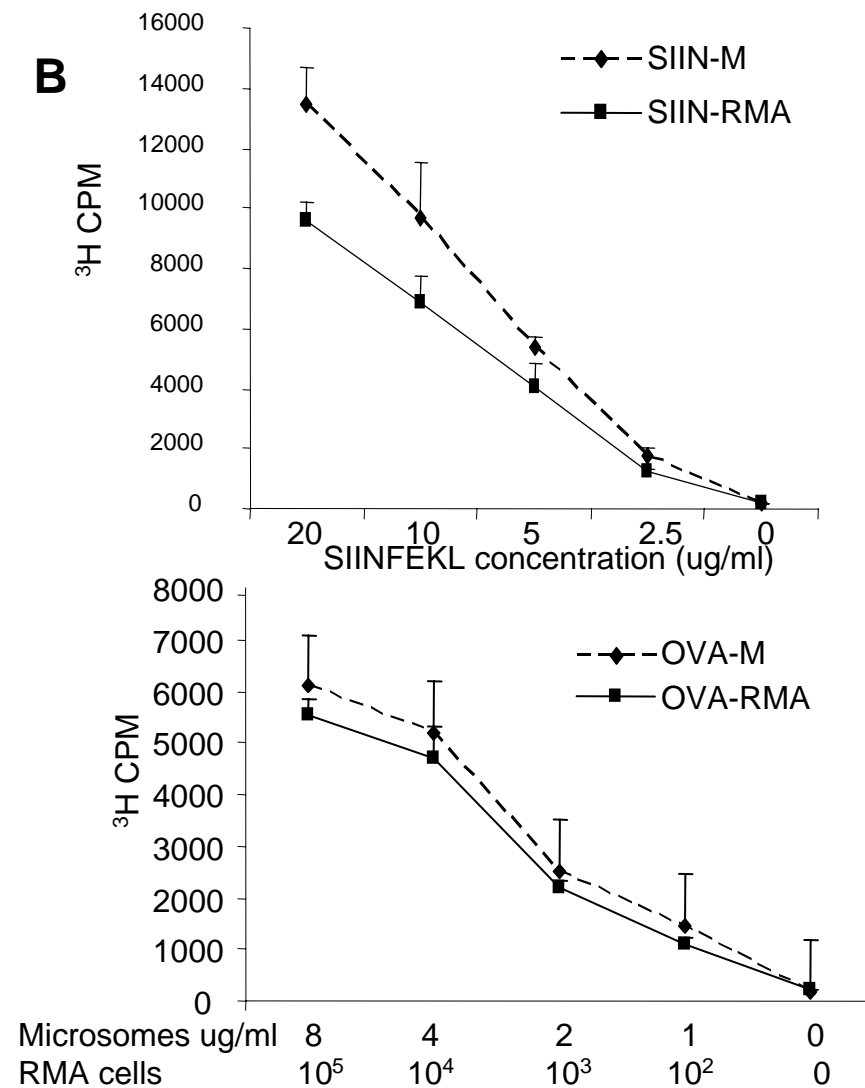 B
16000
14000
12000
10000
8000
6000
4000
2000
0
³H CPM
SIIN-M
SIIN-RMA
20 10 5 2.5 0
SIINFEKL concentration (ug/ml)
8000
7000
6000
5000
4000
3000
2000
1000
0
³H CPM
OVA-M
OVA-RMA
Microsomes ug/ml 8 4 2 1 0
RMA cells 10⁵ 10⁴ 10³ 10² 0